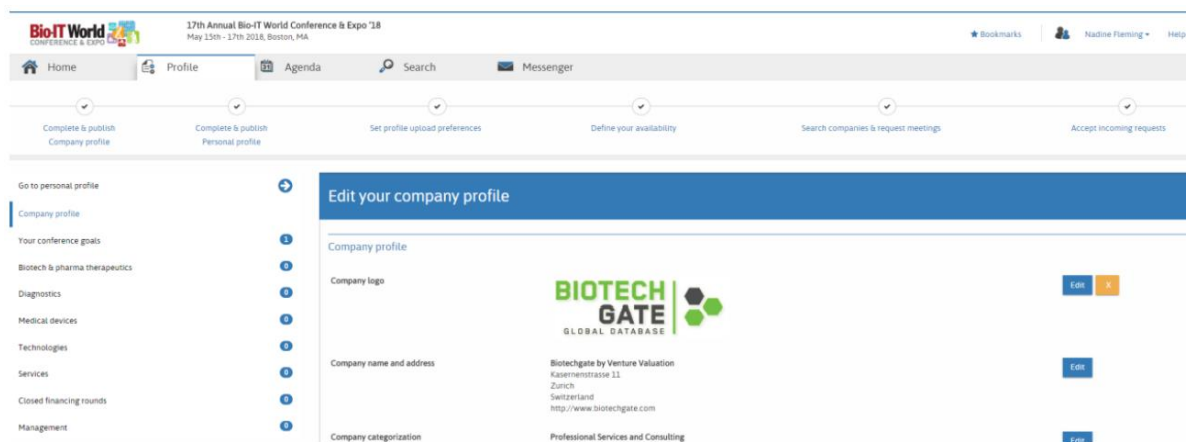 Bio-IT World
CONFERENCE & EXPO '18
17th Annual Bio-IT World Conference & Expo '18
May 15th - 17th 2018, Boston, MA
Bookmarks
Nadine Fleming
Help
Home
Profile
Agenda
Search
Messenger
Complete & publish
Company profile
Complete & publish
Personal profile
Set profile upload preferences
Define your availability
Search companies & request meetings
Accept incoming requests
Go to personal profile
Company profile
Your conference goals 1
Biotech & pharma therapeutics 0
Diagnostics 0
Medical devices 0
Technologies 0
Services 0
Closed financing rounds 0
Management 0
Edit your company profile
Company profile
Company logo
BIOTECH
GATE
GLOBAL DATABASE
Edit X
Company name and address
Biotechgate by Venture Valuation
Kasernenstrasse 11
Zurich
Switzerland
http://www.biotechgate.com
Edit
Company categorization
Professional Services and Consulting
Edit